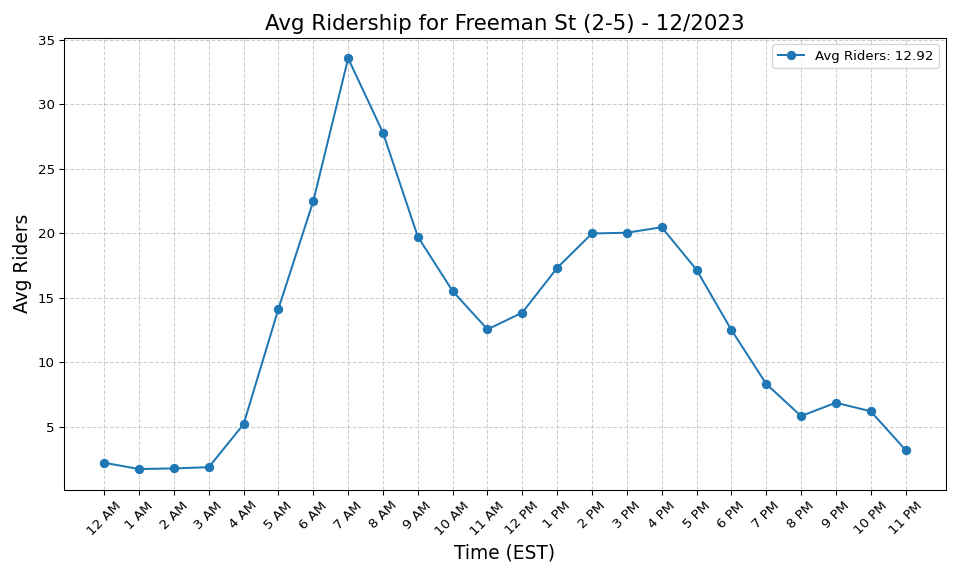 Avg Ridership for Freeman St (2-5) - 12/2023
Avg Riders: 12.92
35
30
25
20
15
10
5
Avg Riders
12 AM
1 AM
2 AM
3 AM
4 AM
5 AM
6 AM
7 AM
8 AM
9 AM
10 AM
11 AM
12 PM
1 PM
2 PM
3 PM
4 PM
5 PM
6 PM
7 PM
8 PM
9 PM
10 PM
11 PM
Time (EST)